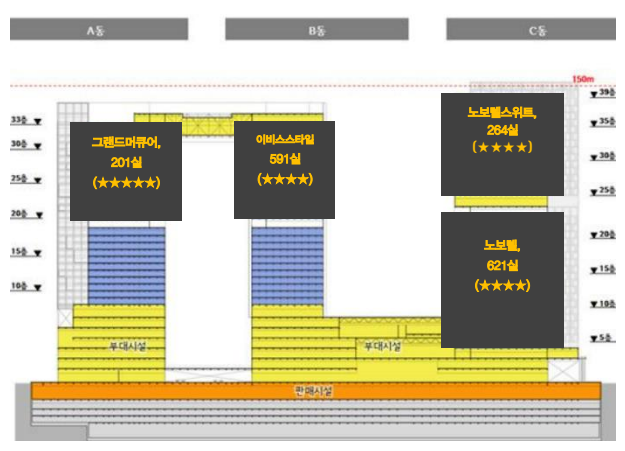 A동
B동
C동
150m
39층
33층
30층
25층
20층
15층
10층
그랜드머큐어,
201실
(★★★★★)
이비스스타일
591실
(★★★★)
노보텔스위트,
264실
(★★★★)
노보텔,
621실
(★★★★)
35층
30층
25층
20층
15층
10층
5층
부대시설
부대시설
판매시설